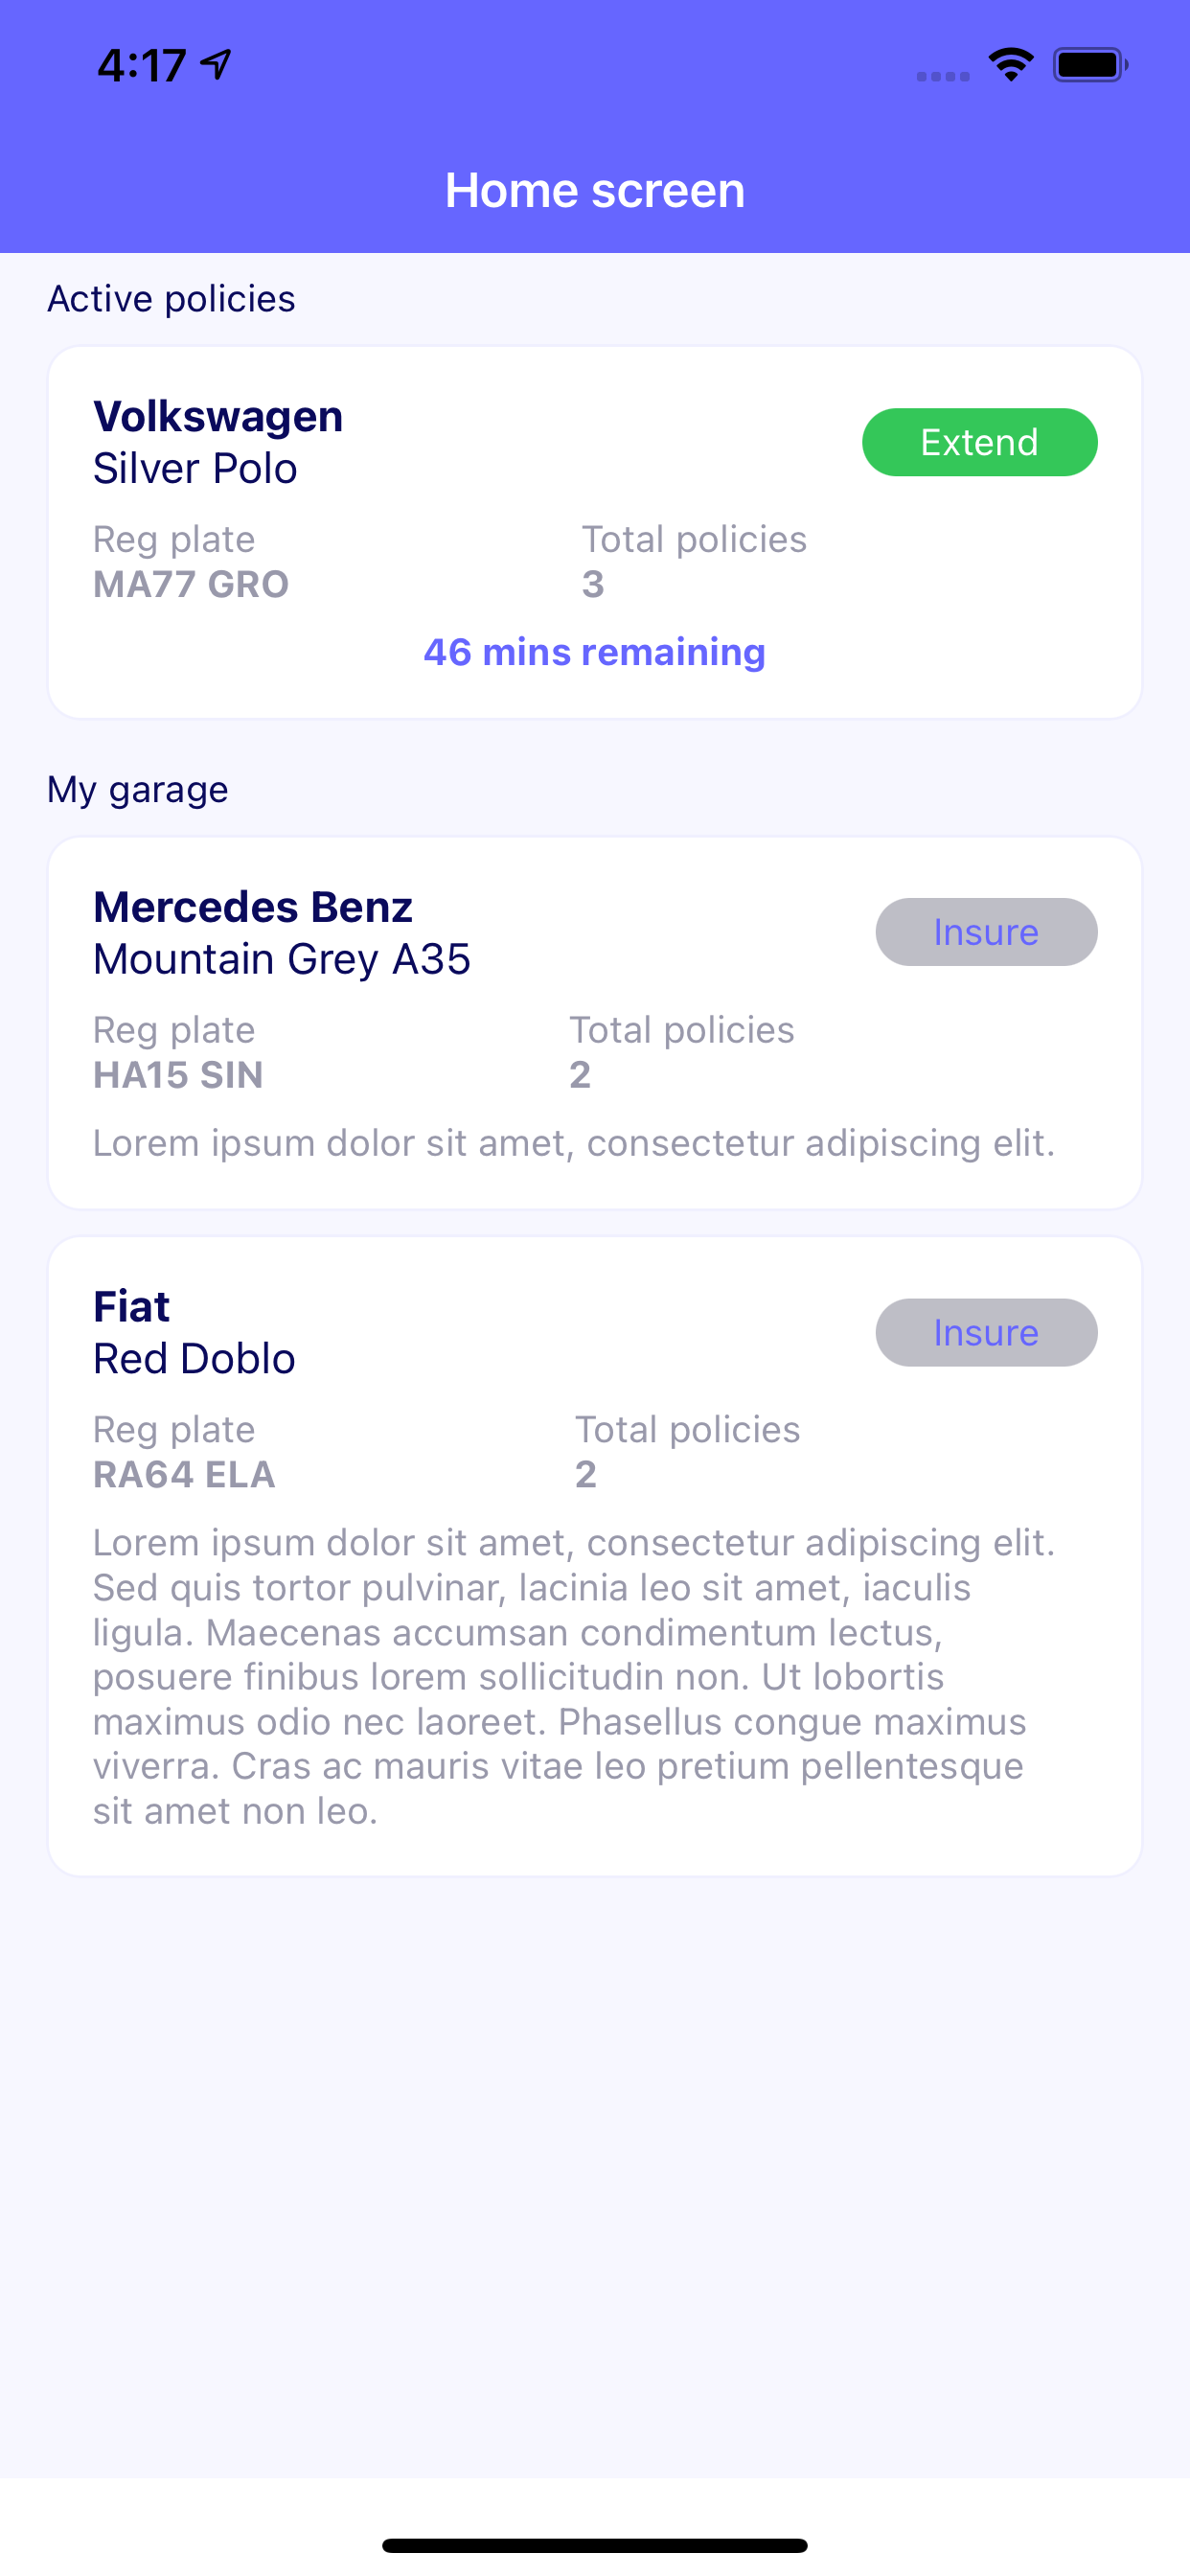 4:17
Home screen
Active policies
Volkswagen
Silver Polo
Extend
Reg plate
Total policies
MA77 GRO
3
46 mins remaining
My garage
Mercedes Benz
Mountain Grey A35
Insure
Reg plate
Total policies
HA15 SIN
2
Lorem ipsum dolor sit amet, consectetur adipiscing elit.
Fiat
Red Doblo
Insure
Reg plate
Total policies
RA64 ELA
2
Lorem ipsum dolor sit amet, consectetur adipiscing elit.
Sed quis tortor pulvinar, lacinia leo sit amet, iaculis
ligula. Maecenas accumsan condimentum lectus,
posuere finibus lorem sollicitudin non. Ut lobortis
maximus odio nec laoreet. Phasellus congue maximus
viverra. Cras ac mauris vitae leo pretium pellentesque
sit amet non leo.